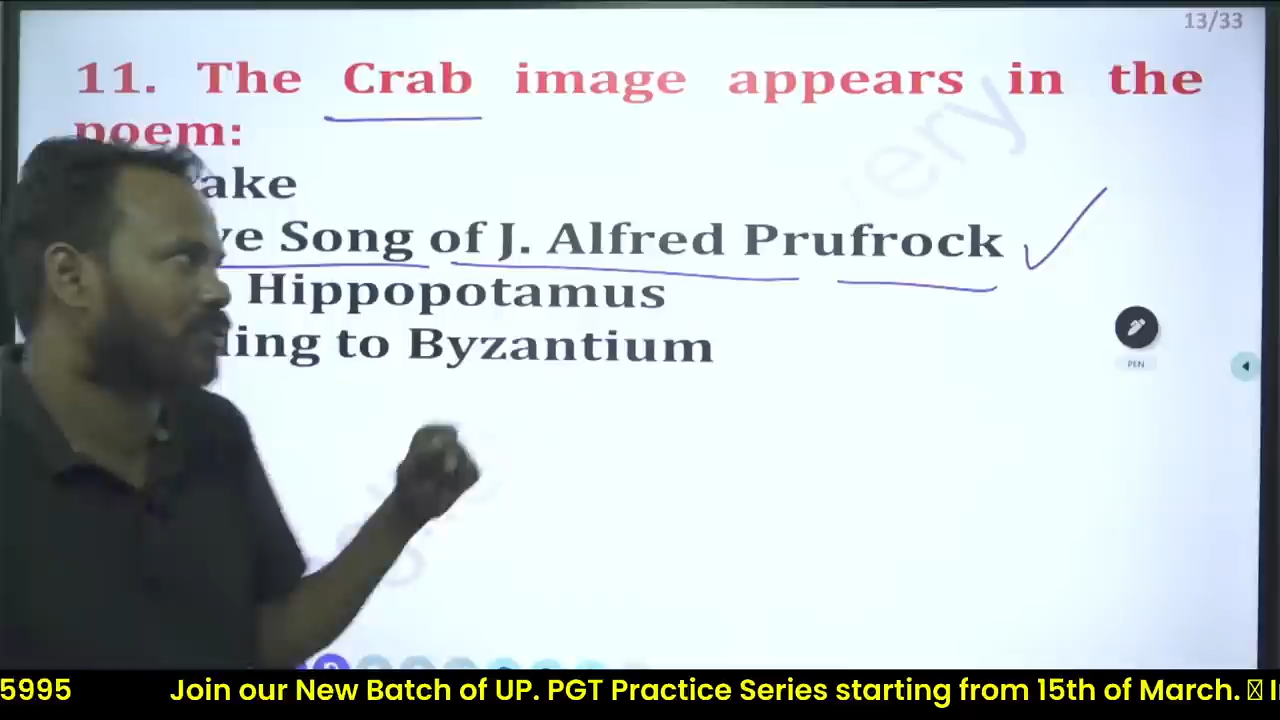 13/33
11. The Crab image appears in the
poem:
ake
ve Song of J. Alfred Prufrock
Hippopotamus
ling to Byzantium
PEN
5995 Join our New Batch of UP. PGT Practice Series starting from 15th of March.